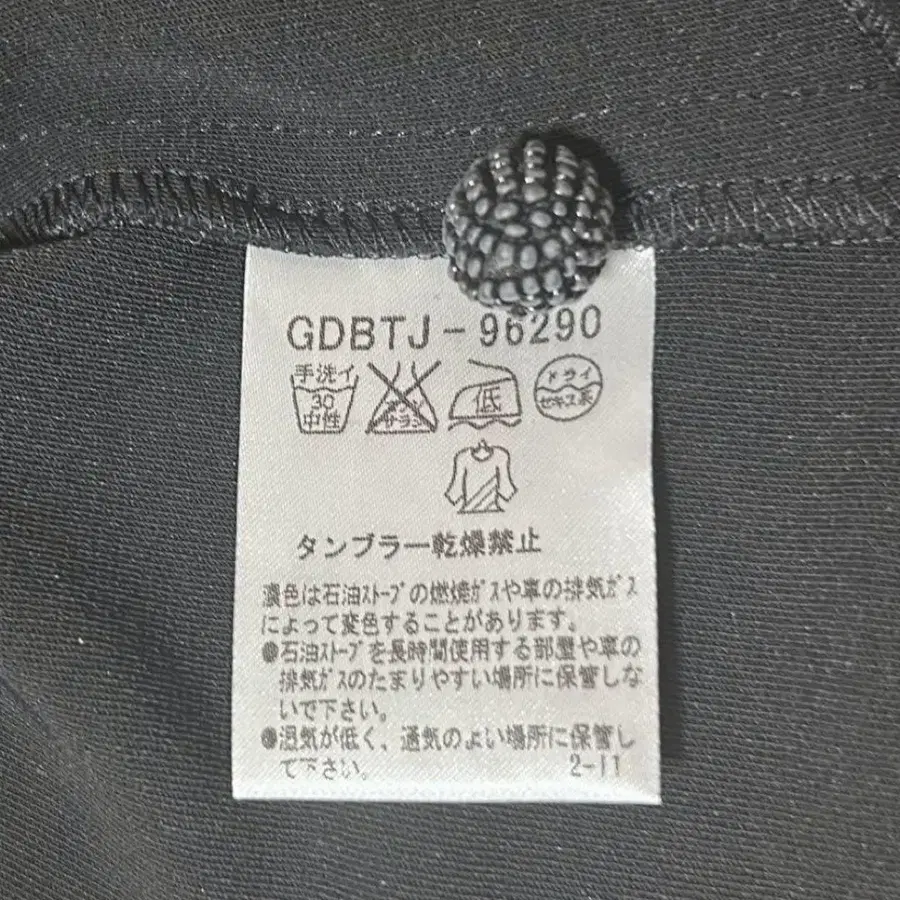 GDBTJ-96290
手洗イ
30
中性
エンソ
サラシ
低
ドライ
セキユ系
タンブラー乾燥禁止
濃色は石油ストーブの燃焼ガスや車の排気ガス
によって変色することがあります。
●石油ストーブを長時間使用する部屋や車の
排気ガスのたまりやすい場所に保管しな
いで下さい。
●湿気が低く、通気のよい場所に保管し
て下さい。
2-11